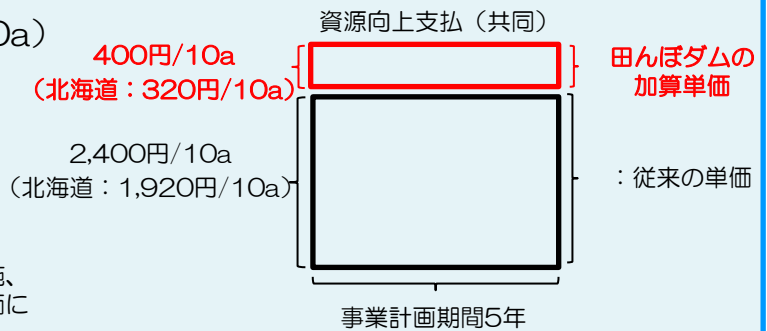 0a）
資源向上支払（共同）
400円/10a
（北海道：320円/10a）
田んぼダムの
加算単価
2,400円/10a
（北海道：1,920円/10a）
：従来の単価
、
価に
事業計画期間5年